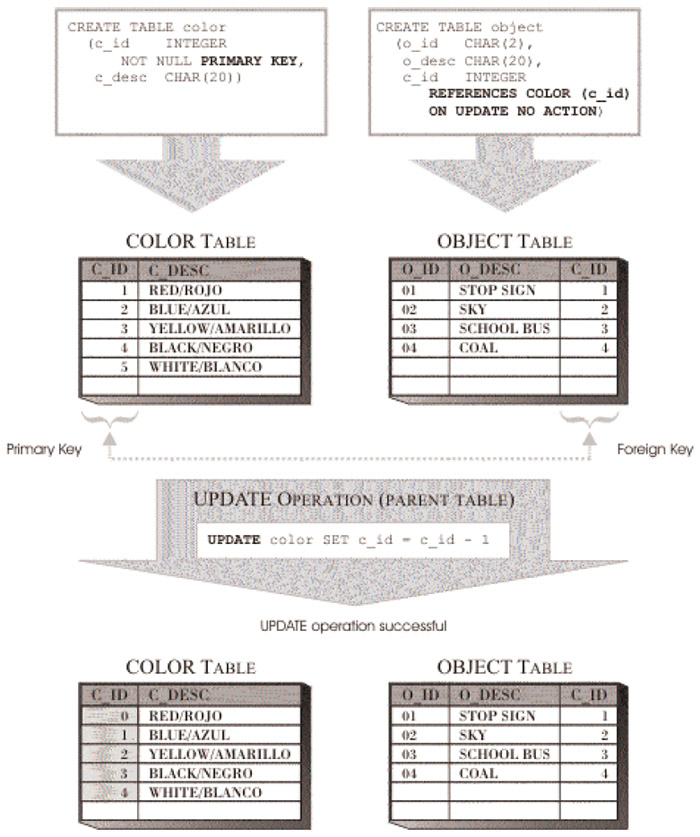 CREATE TABLE color
(c_id INTEGER
NOT NULL PRIMARY KEY,
c_desc CHAR(20))
CREATE TABLE object
(o_id CHAR(2),
o_desc CHAR(20),
c_id INTEGER
REFERENCES COLOR (c_id)
ON UPDATE NO ACTION)
COLOR TABLE
C_ID C_DESC
1 RED/ROJO
2 BLUE/AZUL
3 YELLOW/AMARILLO
4 BLACK/NEGRO
5 WHITE/BLANCO
OBJECT TABLE
O_ID O_DESC C_ID
01 STOP SIGN 1
02 SKY 2
03 SCHOOL BUS 3
04 COAL 4
Primary Key
Foreign Key
UPDATE OPERATION (PARENT TABLE)
UPDATE color SET c_id = c_id - 1
UPDATE operation successful
COLOR TABLE
C_ID C_DESC
0 RED/ROJO
1 BLUE/AZUL
2 YELLOW/AMARILLO
3 BLACK/NEGRO
4 WHITE/BLANCO
OBJECT TABLE
O_ID O_DESC C_ID
01 STOP SIGN 1
02 SKY 2
03 SCHOOL BUS 3
04 COAL 4